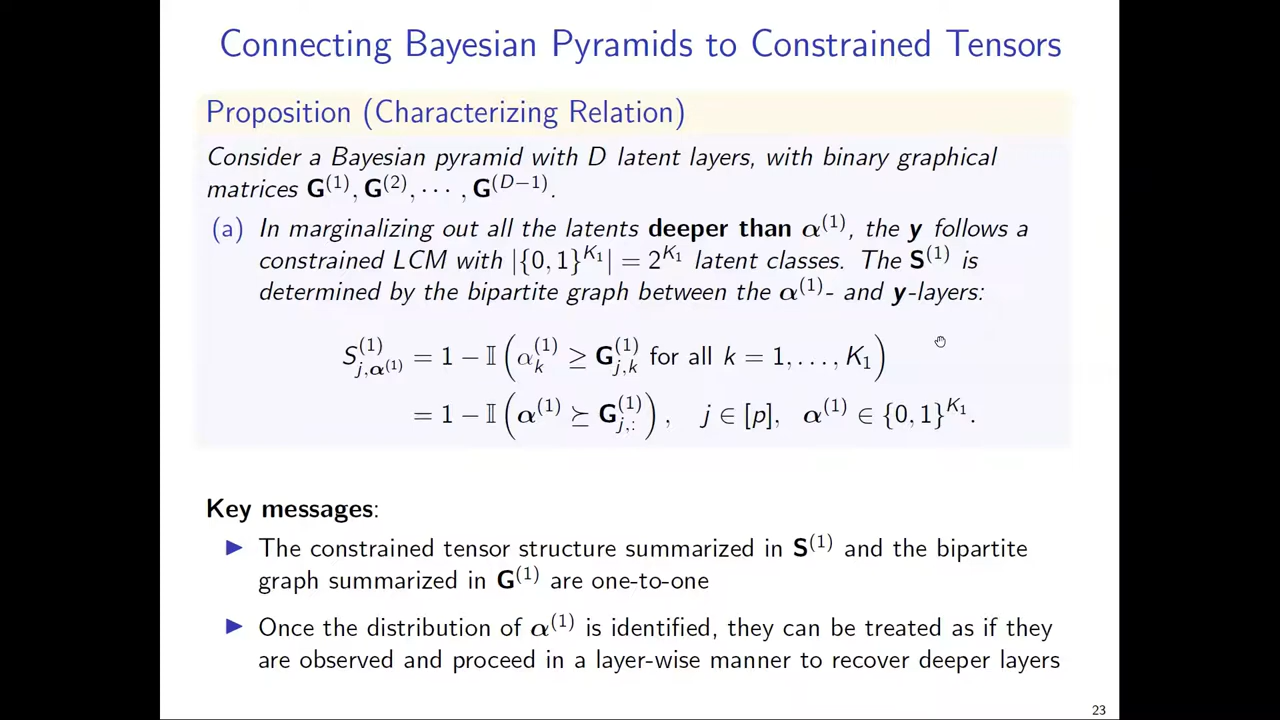 Connecting Bayesian Pyramids to Constrained Tensors
Proposition (Characterizing Relation)
Consider a Bayesian pyramid with D latent layers, with binary graphical
matrices G^(1), G^(2), ⋯ , G^(D−1).
(a) In marginalizing out all the latents deeper than α^(1), the y follows a
constrained LCM with |{0, 1}^{K_1}| = 2^{K_1} latent classes. The S^(1) is
determined by the bipartite graph between the α^(1)- and y-layers:
S^(1)_{j,α^(1)} = 1 − 𝕀(α^(1)_k ≥ G^(1)_{j,k} for all k = 1, . . . , K_1)
= 1 − 𝕀(α^(1) ⪰ G^(1)_{j,:}), j ∈ [p], α^(1) ∈ {0, 1}^{K_1}.
Key messages:
▶ The constrained tensor structure summarized in S^(1) and the bipartite
graph summarized in G^(1) are one-to-one
▶ Once the distribution of α^(1) is identified, they can be treated as if they
are observed and proceed in a layer-wise manner to recover deeper layers
23